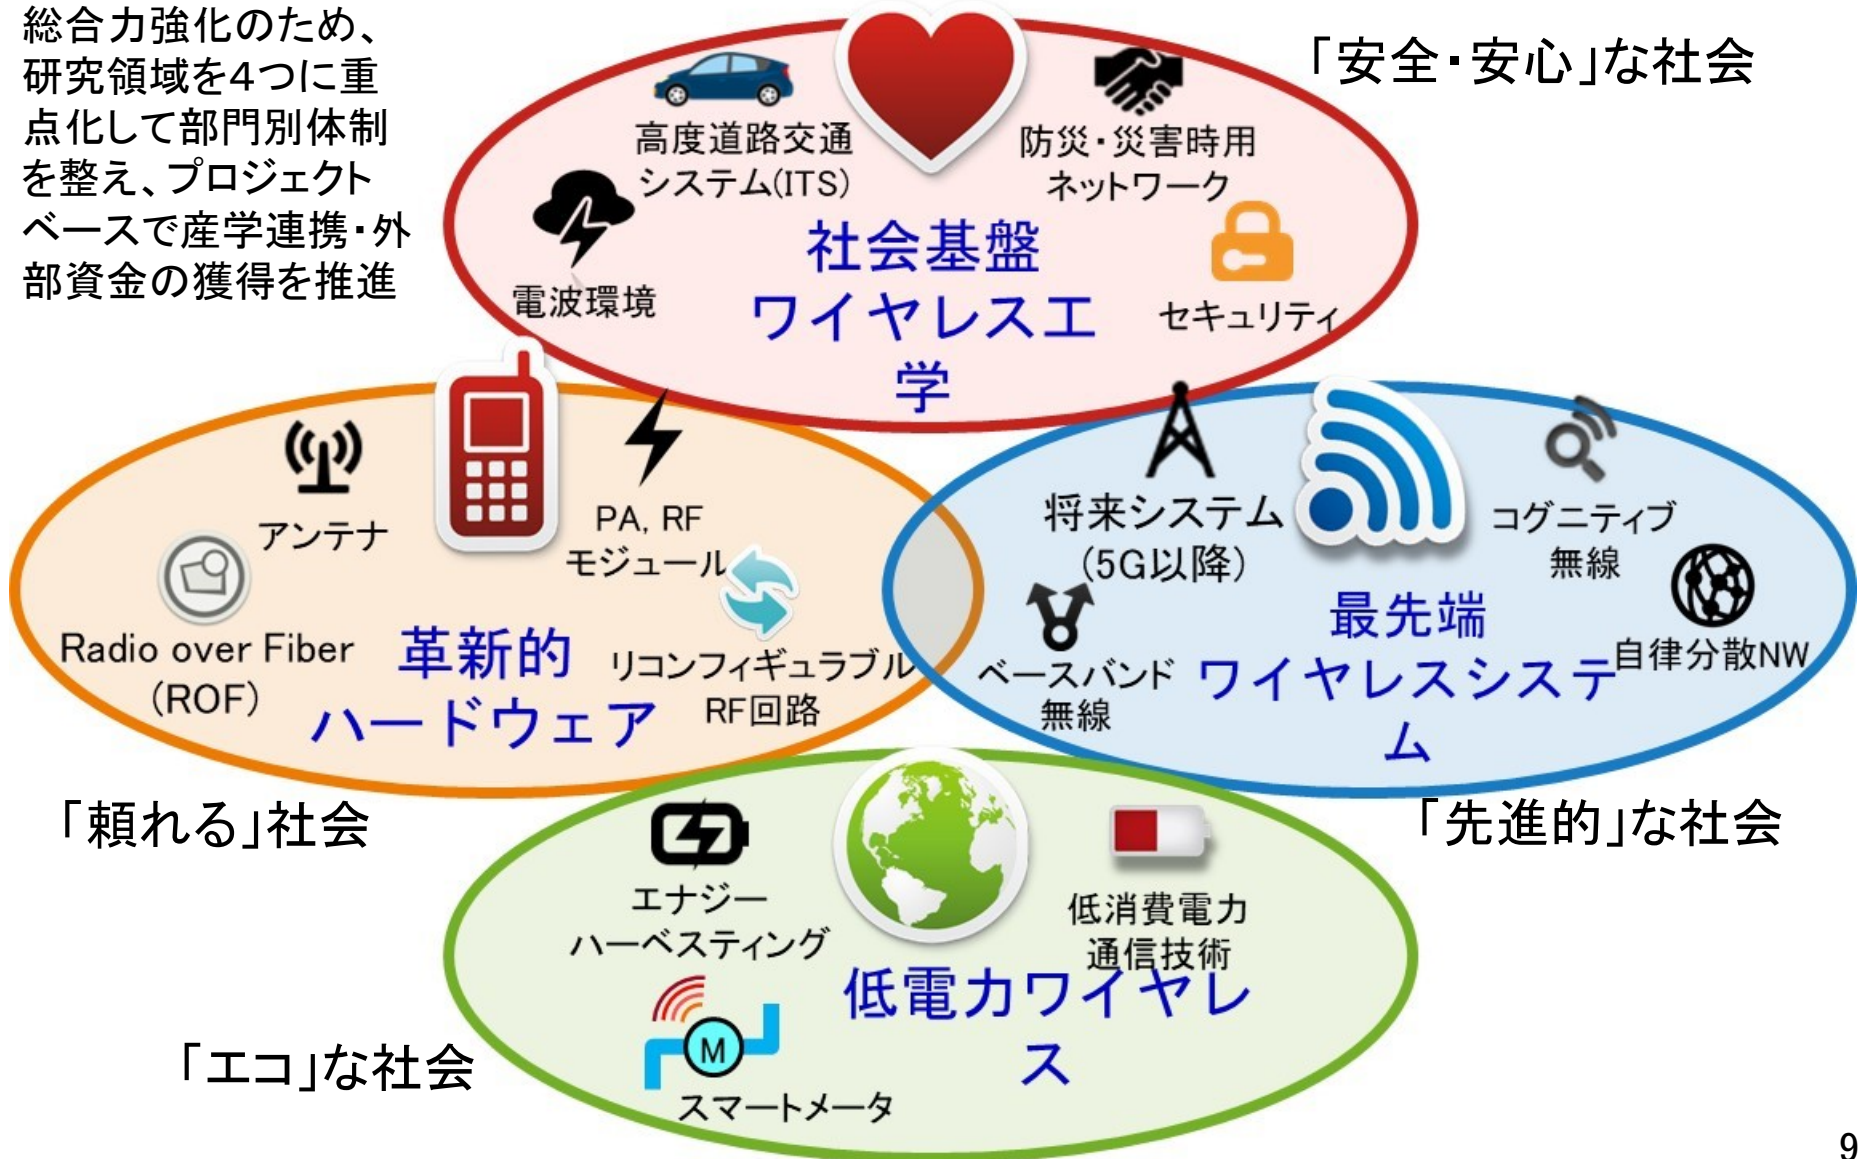 総合力強化のため、
研究領域を4つに重
点化して部門別体制
を整え、プロジェクト
ベースで産学連携・外
部資金の獲得を推進
「安全・安心」な社会
高度道路交通
システム(ITS)
防災・災害時用
ネットワーク
電波環境
セキュリティ
社会基盤
ワイヤレス工
学
アンテナ
PA, RF
モジュール
Radio over Fiber
(ROF)
リコンフィギュラブル
RF回路
革新的
ハードウェア
「頼れる」社会
将来システム
(5G以降)
コグニティブ
無線
ベースバンド
無線
自律分散NW
最先端
ワイヤレスシステ
ム
「先進的」な社会
エナジー
ハーベスティング
低消費電力
通信技術
低電力ワイヤレ
ス
M
スマートメータ
「エコ」な社会
9